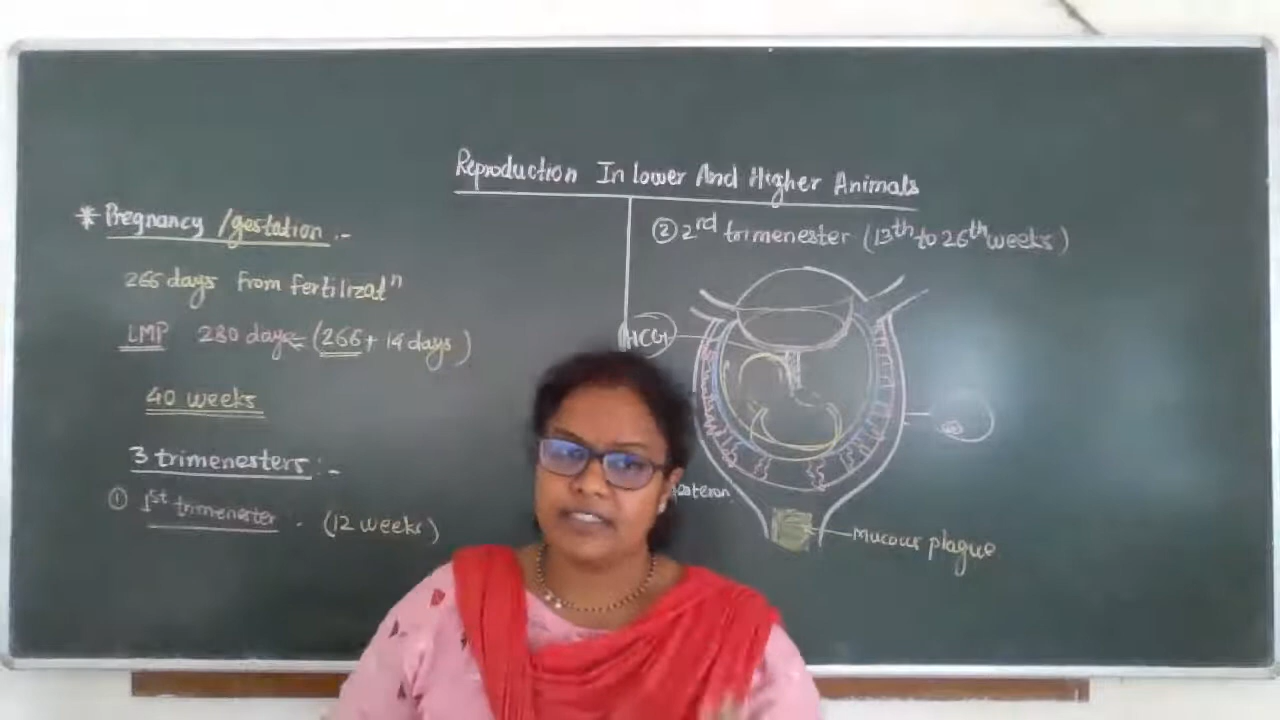 Reproduction In lower And Higher Animals
* Pregnancy /gestation :-
266 days from fertilizatⁿ
LMP 280 days (266 + 14 days)
40 weeks
3 trimenesters :-
① 1st trimenester - (12 weeks)
② 2nd trimenester (13th to 26th weeks)
HCG
Mucous plague